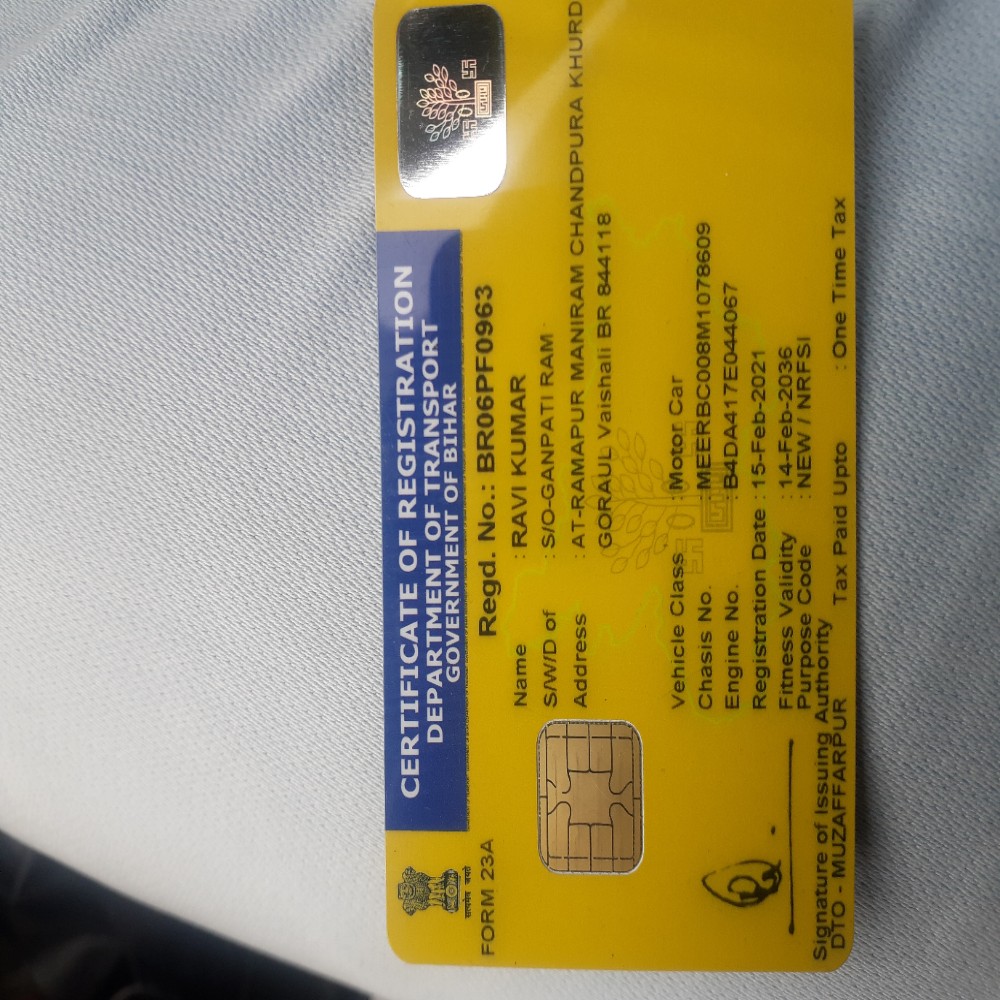 CERTIFICATE OF REGISTRATION
DEPARTMENT OF TRANSPORT
GOVERNMENT OF BIHAR
सत्यमेव जयते
FORM 23A
Regd. No.: BR06PF0963
Name : RAVI KUMAR
S/W/D of : S/O-GANPATI RAM
Address : AT-RAMAPUR MANIRAM CHANDPURA KHURD
GORAUL Vaishali BR 844118
Vehicle Class : Motor Car
Chasis No. : MEERBC008M1078609
Engine No. : B4DA417E044067
Registration Date : 15-Feb-2021
Fitness Validity : 14-Feb-2036
Purpose Code : NEW / NRFSI
Signature of Issuing Authority
DTO - MUZAFFARPUR Tax Paid Upto : One Time Tax